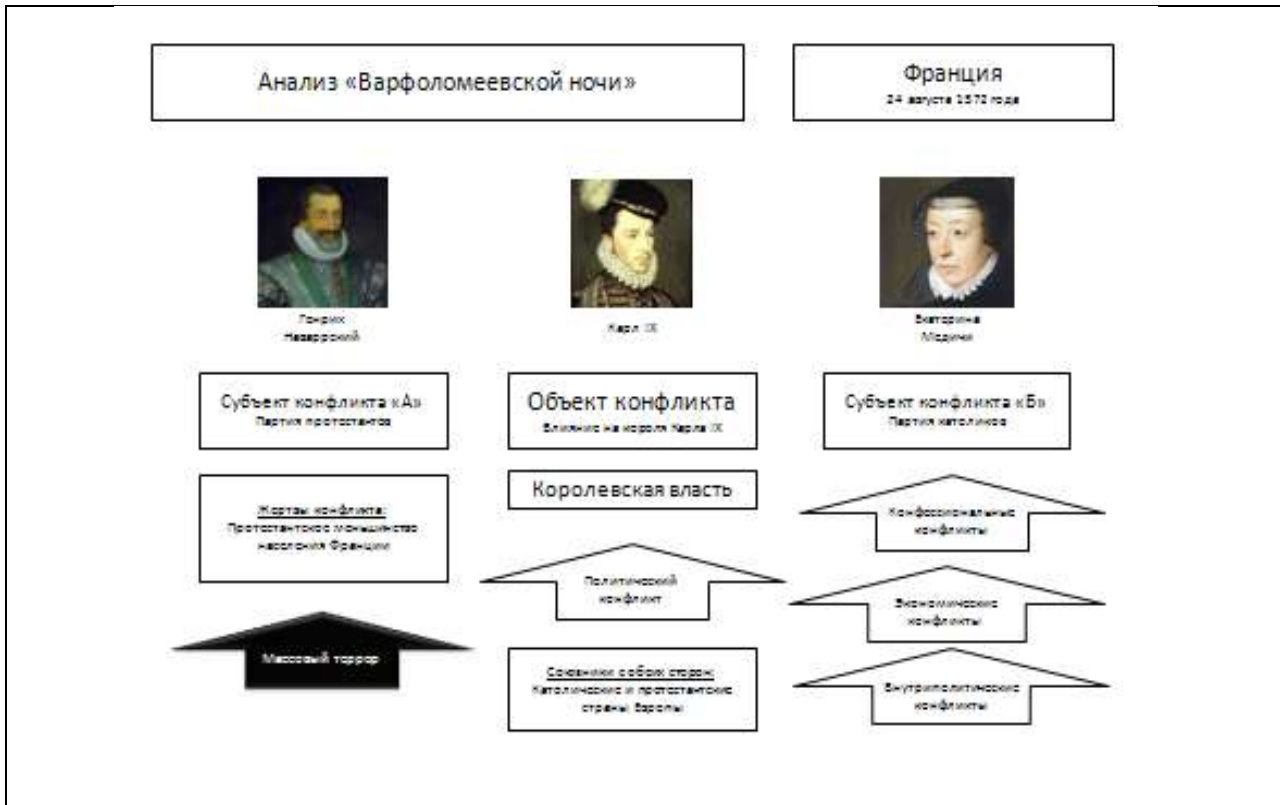 Анализ «Варфоломеевской ночи»
Франция
24 августа 1572 года
Генрих
Наваррский
Карл IX
Екатерина
Медичи
Субъект конфликта «А»
Партия протестантов
Объект конфликта
Влияние на короля Карла IX
Субъект конфликта «Б»
Партия католиков
Жертвы конфликта:
Протестантское меньшинство
населения Франции
Королевская власть
Конфессиональные
конфликты
Политический
конфликт
Экономические
конфликты
Массовый террор
Союзники с обеих сторон:
Католические и протестантские
страны Европы
Внутриполитические
конфликты